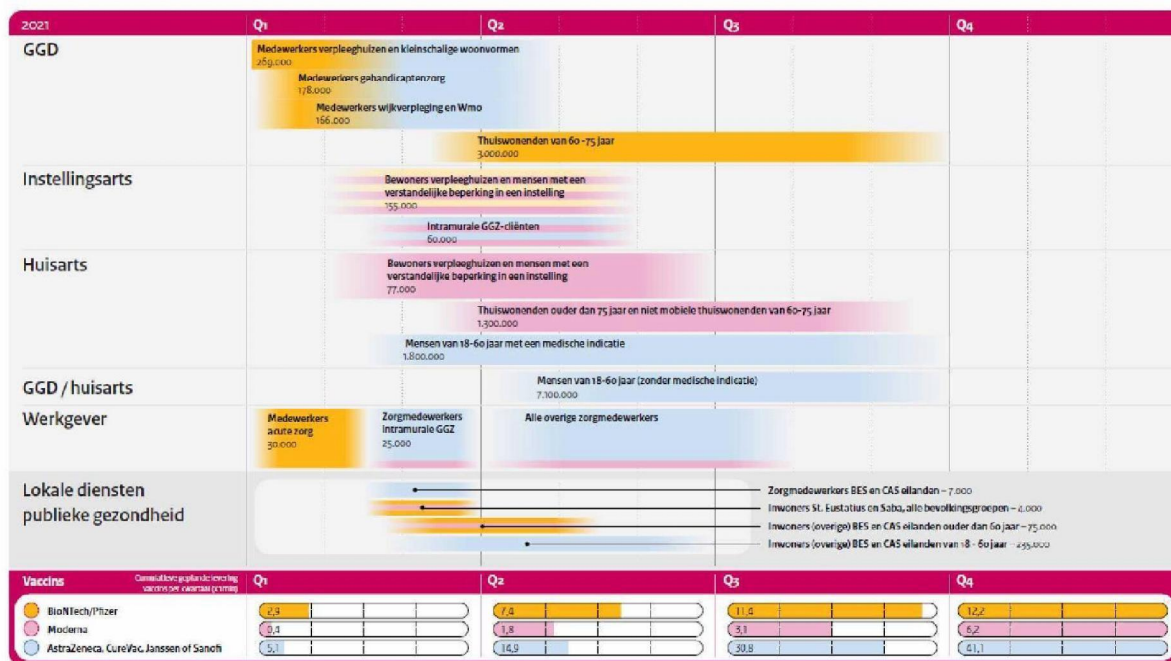 2021 Q1 Q2 Q3 Q4
GGD
Medewerkers verpleeghuizen en kleinschalige woonvormen
269.000
Medewerkers gehandicaptenzorg
178.000
Medewerkers wijkverpleging en Wmo
166.000
Thuiswonenden van 60-75 jaar
3.000.000
Instellingsarts
Bewoners verpleeghuizen en mensen met een
verstandelijke beperking in een instelling
155.000
Intramurale GGZ-cliënten
60.000
Huisarts
Bewoners verpleeghuizen en mensen met een
verstandelijke beperking in een instelling
77.000
Thuiswonenden ouder dan 75 jaar en niet mobiele thuiswonenden van 60-75 jaar
1.300.000
Mensen van 18-60 jaar met een medische indicatie
1.800.000
GGD / huisarts
Mensen van 18-60 jaar (zonder medische indicatie)
7.100.000
Werkgever
Medewerkers
acute zorg
30.000
Zorgmedewerkers
Intramurale GGZ
25.000
Alle overige zorgmedewerkers
Lokale diensten
publieke gezondheid
Zorgmedewerkers BES en CAS eilanden – 7.000
Inwoners St. Eustatius en Saba, alle bevolkingsgroepen – 4.000
Inwoners (overige) BES en CAS eilanden ouder dan 60 jaar – 75.000
Inwoners (overige) BES en CAS eilanden van 18 - 60 jaar – 235.000
Vaccins
Cumulatieve geplande levering
vaccins per kwartaal (x1mln)
Q1 Q2 Q3 Q4
BioNTech/Pfizer 2,9 7,4 11,4 12,2
Moderna 0,4 1,8 3,1 6,2
AstraZeneca, CureVac, Janssen of Sanofi 5,1 14,9 30,8 41,1